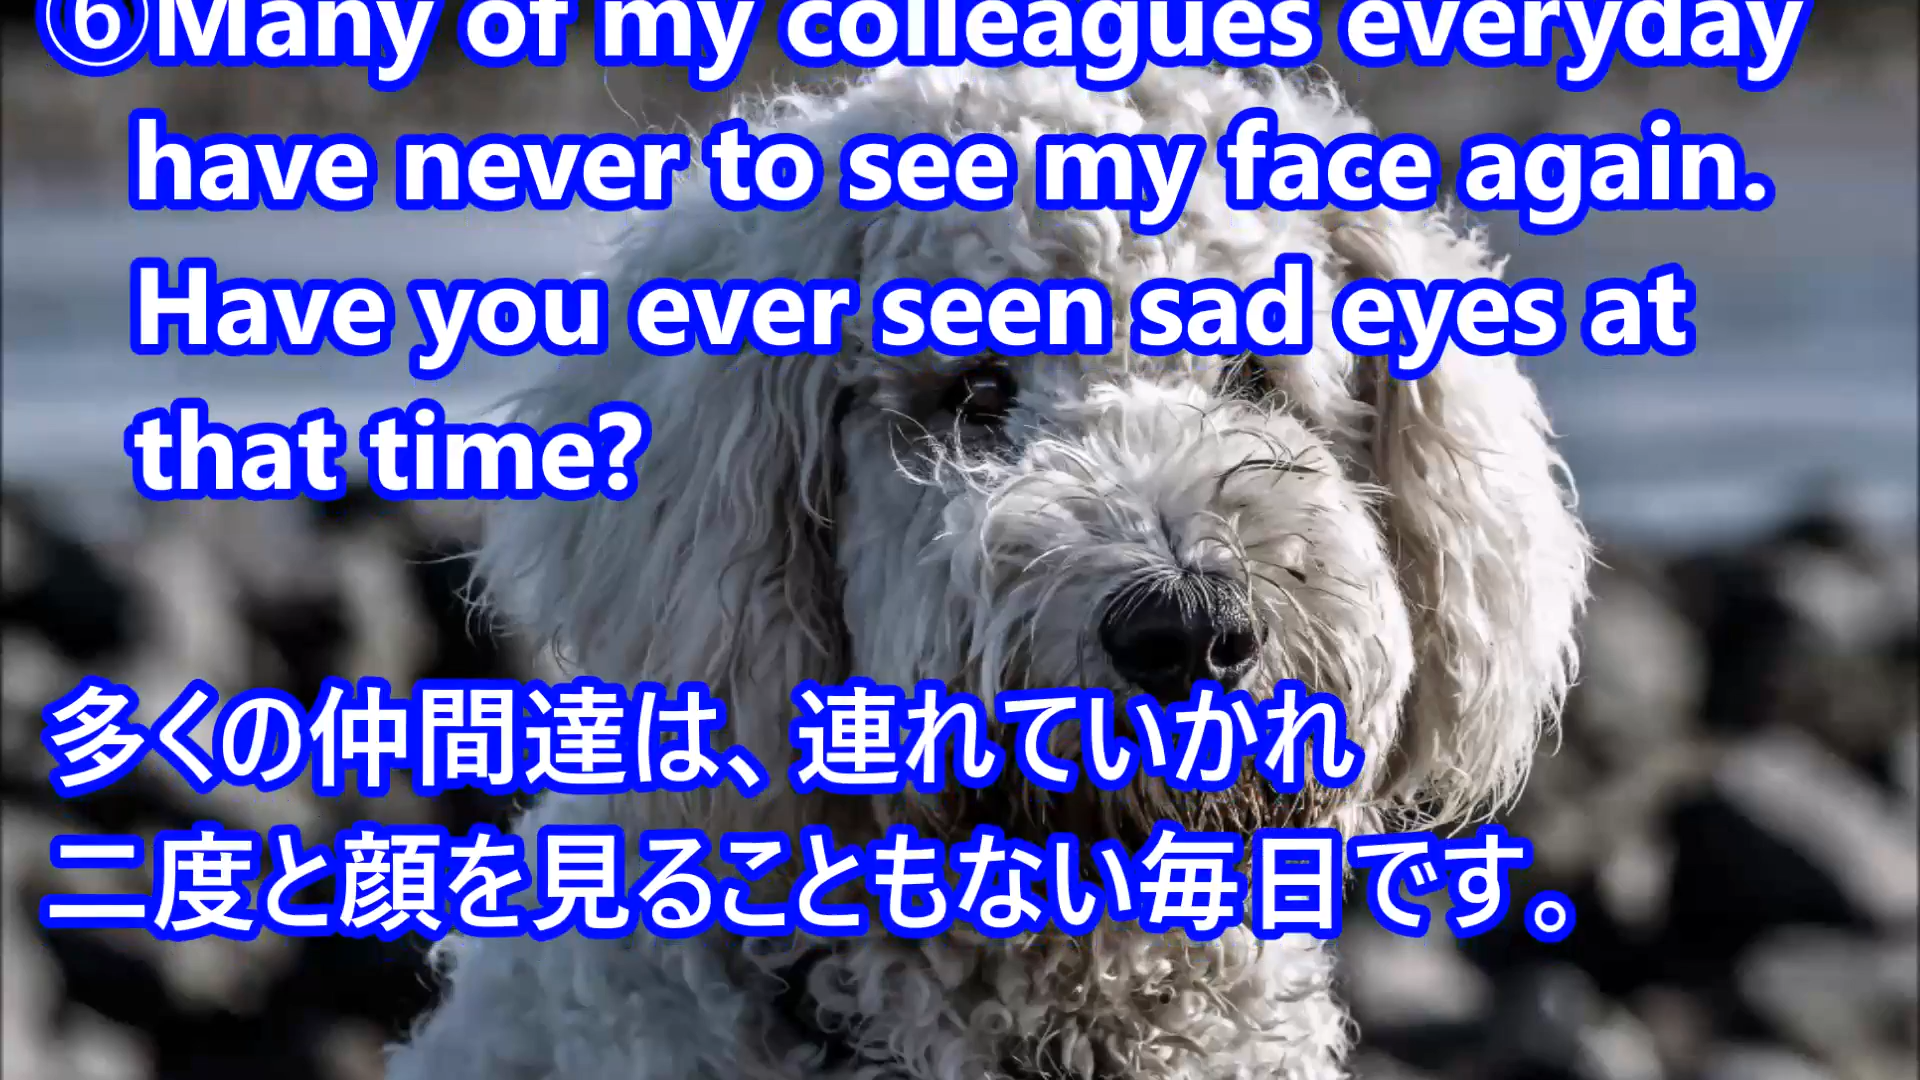 ⑥Many of my colleagues everyday
have never to see my face again.
Have you ever seen sad eyes at
that time?
多くの仲間達は、連れていかれ
二度と顔を見ることもない毎日です。